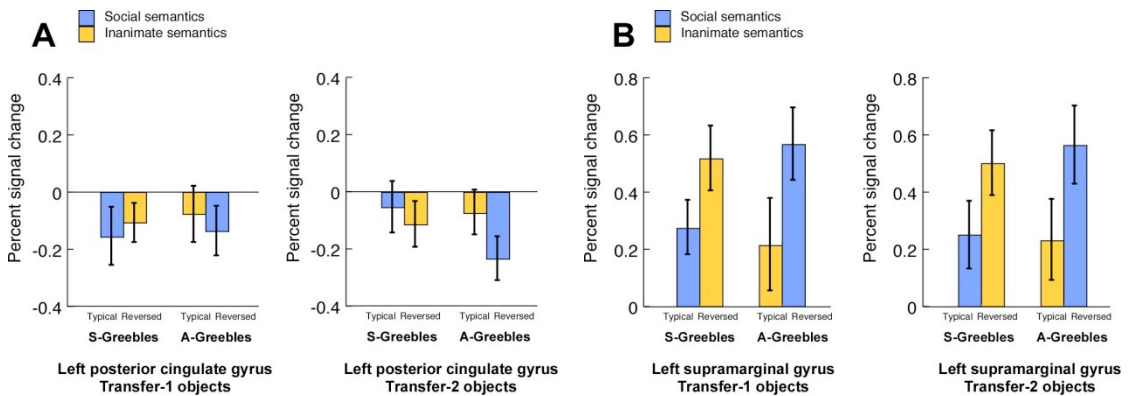 A
Social semantics
Inanimate semantics
Percent signal change
0.4
0.2
0
-0.2
-0.4
Typical Reversed Typical Reversed
S-Greebles A-Greebles
Left posterior cingulate gyrus
Transfer-1 objects
Percent signal change
0.4
0.2
0
-0.2
-0.4
Typical Reversed Typical Reversed
S-Greebles A-Greebles
Left posterior cingulate gyrus
Transfer-2 objects
B
Social semantics
Inanimate semantics
Percent signal change
0.8
0.6
0.4
0.2
0
Typical Reversed Typical Reversed
S-Greebles A-Greebles
Left supramarginal gyrus
Transfer-1 objects
Percent signal change
0.8
0.6
0.4
0.2
0
Typical Reversed Typical Reversed
S-Greebles A-Greebles
Left supramarginal gyrus
Transfer-2 objects